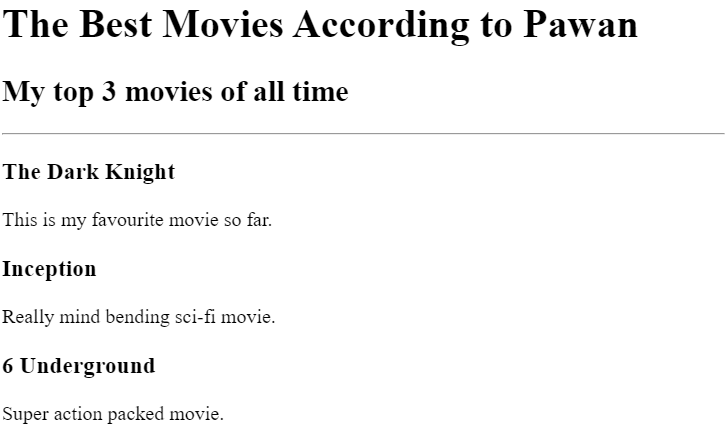 The Best Movies According to Pawan
My top 3 movies of all time
The Dark Knight
This is my favourite movie so far.
Inception
Really mind bending sci-fi movie.
6 Underground
Super action packed movie.